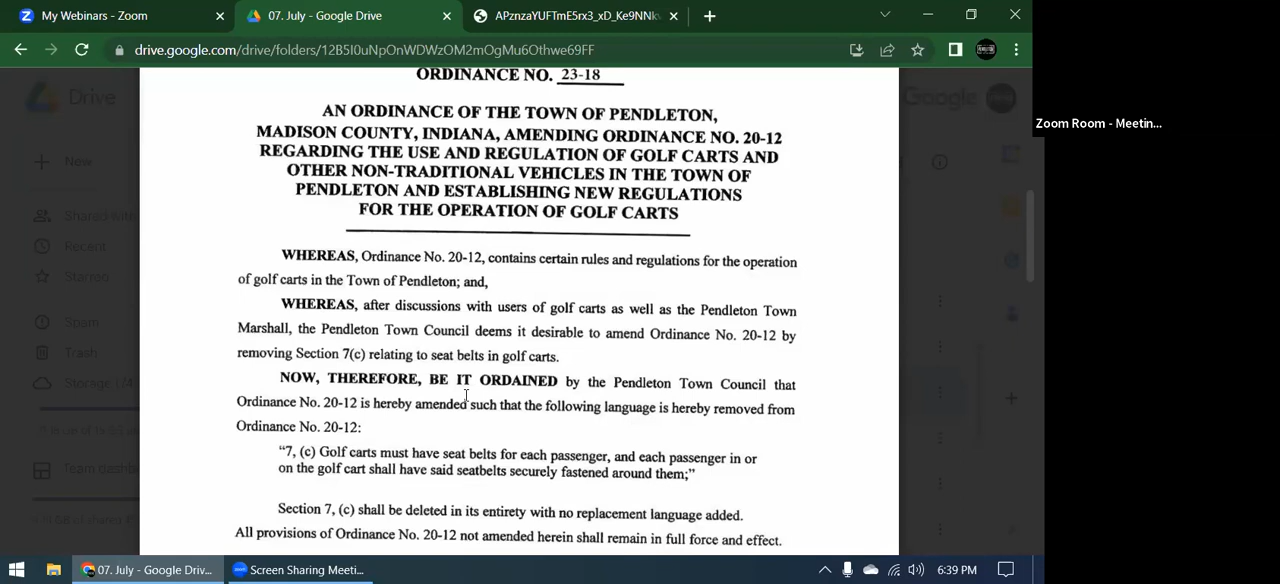 My Webinars - Zoom
07. July - Google Drive
APznzaYUFTmE5rx3_xD_Ke9NNk
drive.google.com/drive/folders/12B5I0uNpOnWDWzOM2mOgMu6Othwe69FF
Drive
New
Recent
Starred
Spam
Trash
Storage
Google
Zoom Room - Meetin...
ORDINANCE NO. 23-18
AN ORDINANCE OF THE TOWN OF PENDLETON,
MADISON COUNTY, INDIANA, AMENDING ORDINANCE NO. 20-12
REGARDING THE USE AND REGULATION OF GOLF CARTS AND
OTHER NON-TRADITIONAL VEHICLES IN THE TOWN OF
PENDLETON AND ESTABLISHING NEW REGULATIONS
FOR THE OPERATION OF GOLF CARTS
WHEREAS, Ordinance No. 20-12, contains certain rules and regulations for the operation
of golf carts in the Town of Pendleton; and,
WHEREAS, after discussions with users of golf carts as well as the Pendleton Town
Marshall, the Pendleton Town Council deems it desirable to amend Ordinance No. 20-12 by
removing Section 7(c) relating to seat belts in golf carts.
NOW, THEREFORE, BE IT ORDAINED by the Pendleton Town Council that
Ordinance No. 20-12 is hereby amended such that the following language is hereby removed from
Ordinance No. 20-12:
"7, (c) Golf carts must have seat belts for each passenger, and each passenger in or
on the golf cart shall have said seatbelts securely fastened around them;"
Section 7, (c) shall be deleted in its entirety with no replacement language added.
All provisions of Ordinance No. 20-12 not amended herein shall remain in full force and effect.
07. July - Google Driv...
Screen Sharing Meeti...
6:39 PM